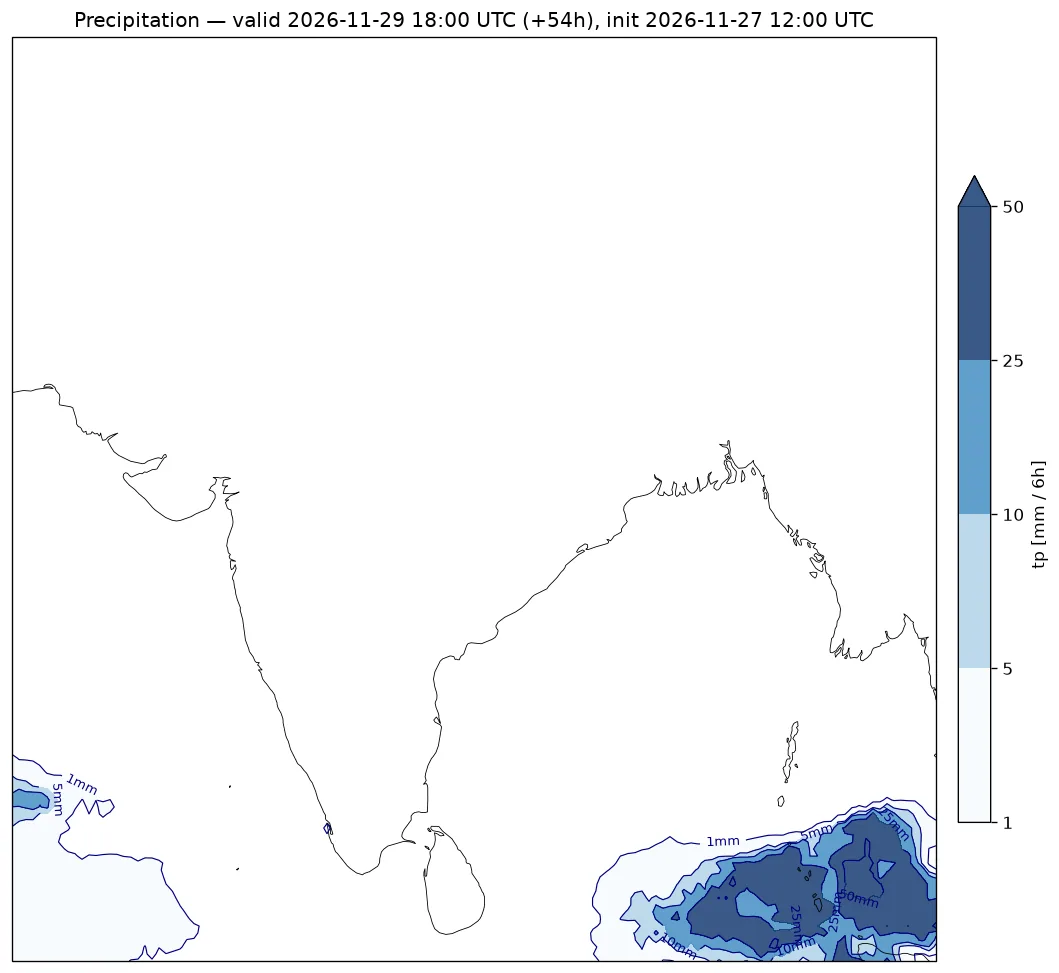 Precipitation — valid 2026-11-29 18:00 UTC (+54h), init 2026-11-27 12:00 UTC
50
25
10
5
1
tp [mm / 6h]
1mm
5mm
1mm
5mm
25mm
50mm
25mm
25mm
10mm
10mm